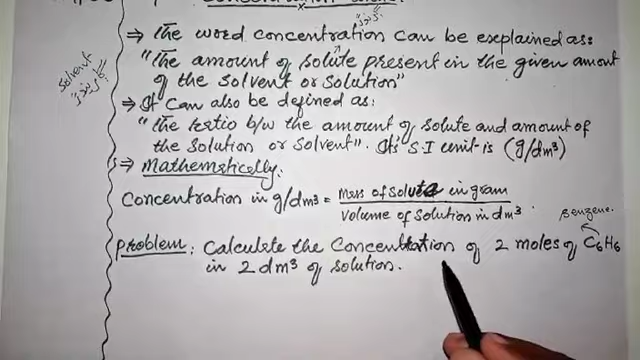 ⇒ The word concentration can be explained as:
"The amount of solute present in the given amount
of the solvent or solution"
solvent
⇒ It can also be defined as:
"The ratio b/w the amount of solute and amount of
the solution or solvent". Its S.I unit is (g/dm³)
⇒ Mathematically:
Concentration in g/dm³ = Mass of solute in gram
Volume of solution in dm³.
Benzene.
Problem: Calculate the Concentration of 2 moles of C₆H₆
in 2 dm³ of solution.